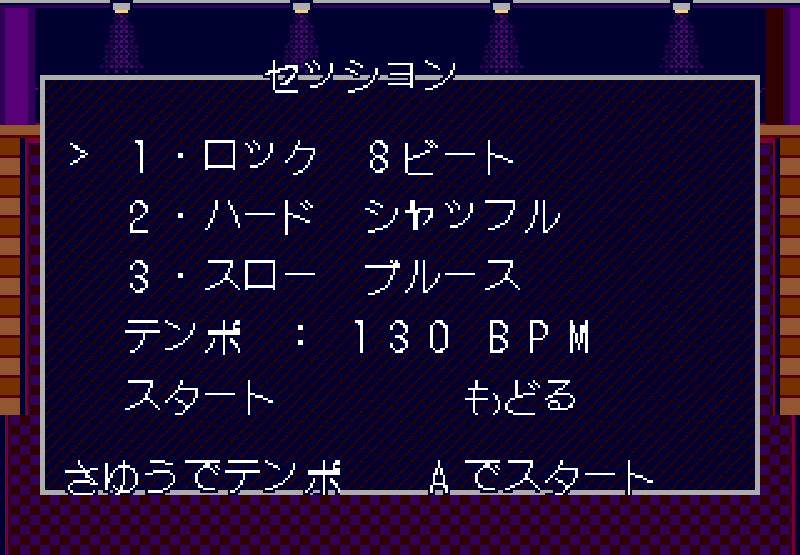 セッション
> 1・ロック 8ビート
2・ハード シャッフル
3・スロー ブルース
テンポ : 130 BPM
スタート もどる
さゆうでテンポ Aでスタート